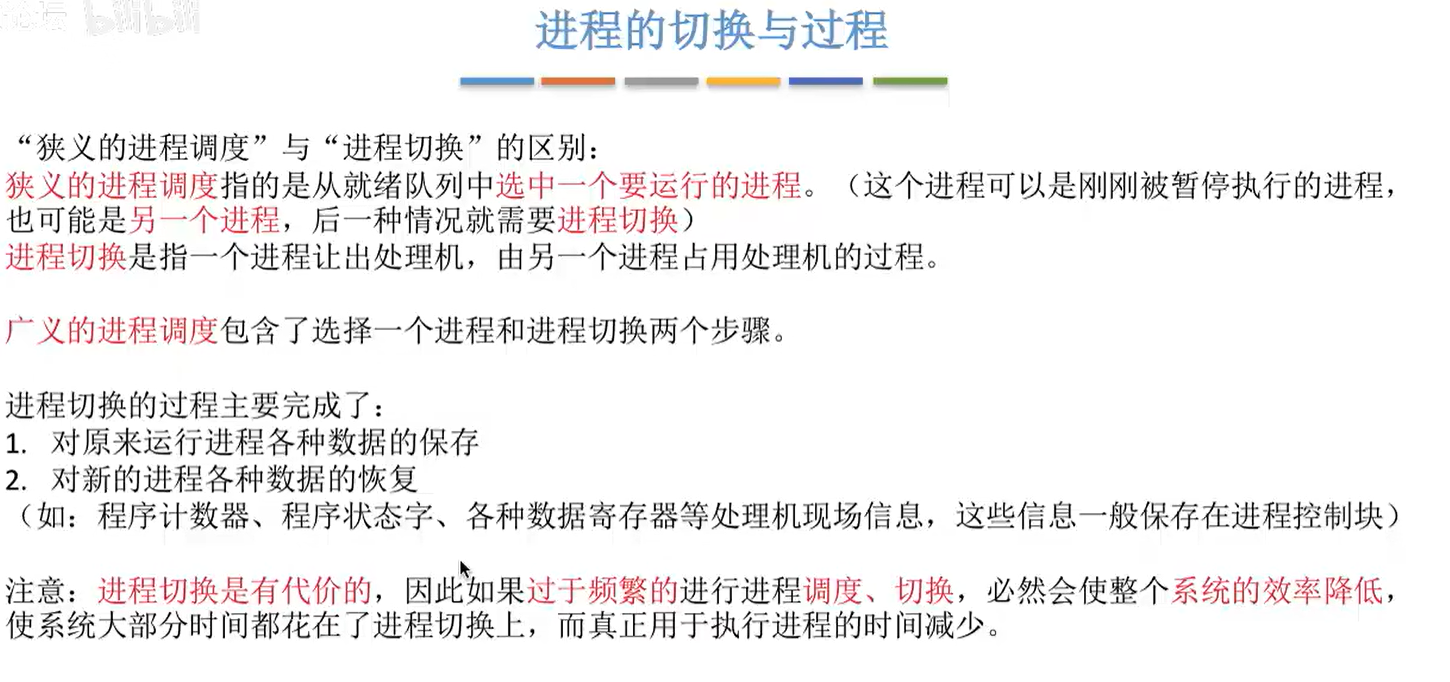 bilibili
进程的切换与过程
“狭义的进程调度”与“进程切换”的区别：
狭义的进程调度指的是从就绪队列中选中一个要运行的进程。（这个进程可以是刚刚被暂停执行的进程，
也可能是另一个进程，后一种情况就需要进程切换）
进程切换是指一个进程让出处理机，由另一个进程占用处理机的过程。
广义的进程调度包含了选择一个进程和进程切换两个步骤。
进程切换的过程主要完成了：
1. 对原来运行进程各种数据的保存
2. 对新的进程各种数据的恢复
（如：程序计数器、程序状态字、各种数据寄存器等处理机现场信息，这些信息一般保存在进程控制块）
注意：进程切换是有代价的，因此如果过于频繁的进行进程调度、切换，必然会使整个系统的效率降低，
使系统大部分时间都花在了进程切换上，而真正用于执行进程的时间减少。